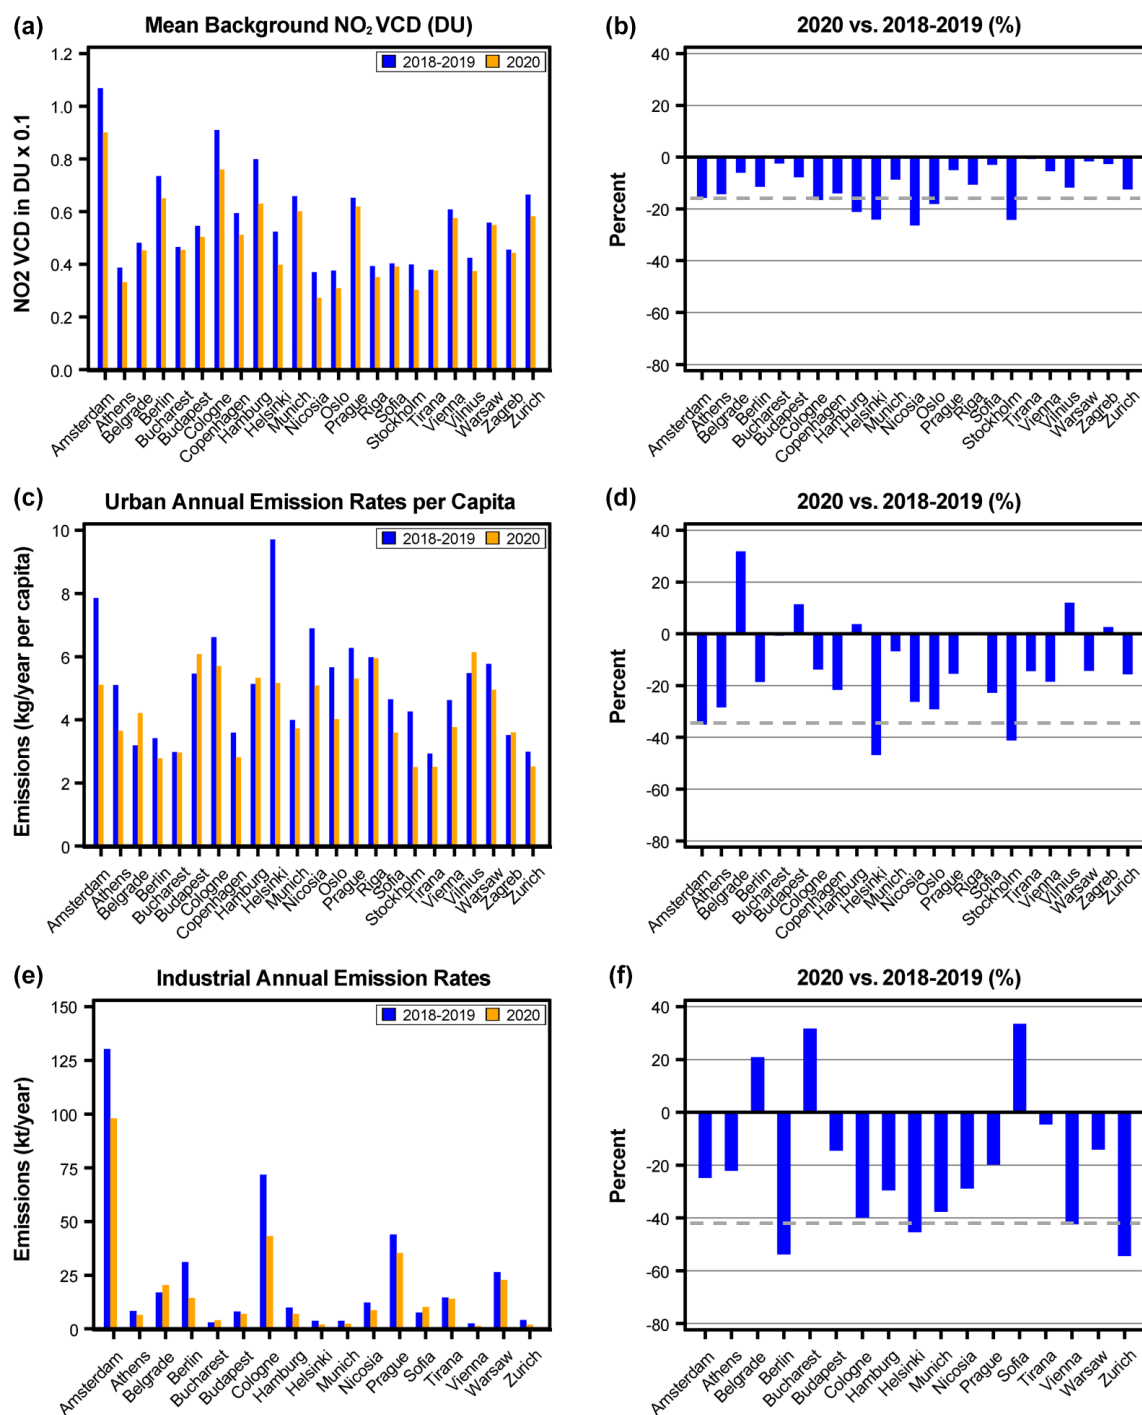 (a) Mean Background NO₂ VCD (DU)
NO2 VCD in DU x 0.1
1.2
1.0
0.8
0.6
0.4
0.2
0.0
2018-2019 2020
Amsterdam Athens Belgrade Berlin Bucharest Budapest Cologne Copenhagen Hamburg Helsinki Munich Nicosia Oslo Prague Riga Sofia Stockholm Tirana Vienna Vilnius Warsaw Zagreb Zurich
(b) 2020 vs. 2018-2019 (%)
Percent
40
20
0
-20
-40
-60
-80
Amsterdam Athens Belgrade Berlin Bucharest Budapest Cologne Copenhagen Hamburg Helsinki Munich Nicosia Oslo Prague Riga Sofia Stockholm Tirana Vienna Vilnius Warsaw Zagreb Zurich
(c) Urban Annual Emission Rates per Capita
Emissions (kg/year per capita)
10
8
6
4
2
0
2018-2019 2020
Amsterdam Athens Belgrade Berlin Bucharest Budapest Cologne Copenhagen Hamburg Helsinki Munich Nicosia Oslo Prague Riga Sofia Stockholm Tirana Vienna Vilnius Warsaw Zagreb Zurich
(d) 2020 vs. 2018-2019 (%)
Percent
40
20
0
-20
-40
-60
-80
Amsterdam Athens Belgrade Berlin Bucharest Budapest Cologne Copenhagen Hamburg Helsinki Munich Nicosia Oslo Prague Riga Sofia Stockholm Tirana Vienna Vilnius Warsaw Zagreb Zurich
(e) Industrial Annual Emission Rates
Emissions (kt/year)
150
125
100
75
50
25
0
2018-2019 2020
Amsterdam Athens Belgrade Berlin Bucharest Budapest Cologne Hamburg Helsinki Munich Nicosia Prague Sofia Tirana Vienna Warsaw Zurich
(f) 2020 vs. 2018-2019 (%)
Percent
40
20
0
-20
-40
-60
-80
Amsterdam Athens Belgrade Berlin Bucharest Budapest Cologne Hamburg Helsinki Munich Nicosia Prague Sofia Tirana Vienna Warsaw Zurich